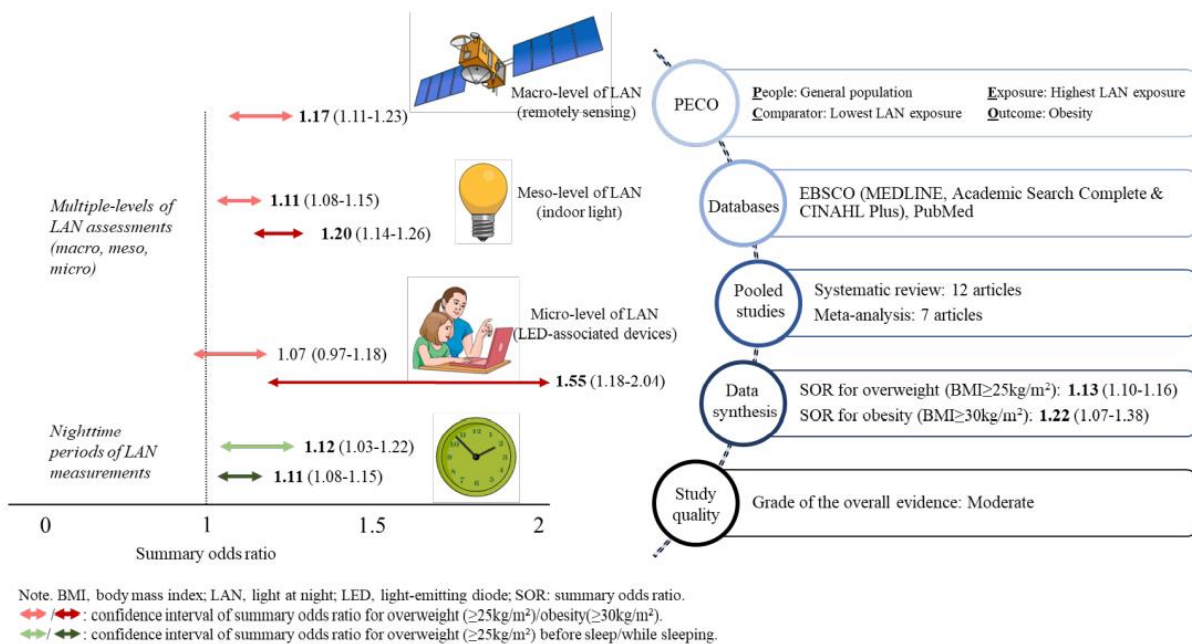 Macro-level of LAN
(remotely sensing)
1.17 (1.11-1.23)
Multiple-levels of
LAN assessments
(macro, meso,
micro)
Meso-level of LAN
(indoor light)
1.11 (1.08-1.15)
1.20 (1.14-1.26)
Micro-level of LAN
(LED-associated devices)
1.07 (0.97-1.18)
1.55 (1.18-2.04)
Nighttime
periods of LAN
measurements
1.12 (1.03-1.22)
1.11 (1.08-1.15)
0 1 1.5 2
Summary odds ratio
PECO
People: General population Exposure: Highest LAN exposure
Comparator: Lowest LAN exposure Outcome: Obesity
Databases
EBSCO (MEDLINE, Academic Search Complete &
CINAHL Plus), PubMed
Pooled
studies
Systematic review: 12 articles
Meta-analysis: 7 articles
Data
synthesis
SOR for overweight (BMI≥25kg/m²): 1.13 (1.10-1.16)
SOR for obesity (BMI≥30kg/m²): 1.22 (1.07-1.38)
Study
quality
Grade of the overall evidence: Moderate
Note. BMI, body mass index; LAN, light at night; LED, light-emitting diode; SOR: summary odds ratio.
/ : confidence interval of summary odds ratio for overweight (≥25kg/m²)/obesity(≥30kg/m²).
/ : confidence interval of summary odds ratio for overweight (≥25kg/m²) before sleep/while sleeping.